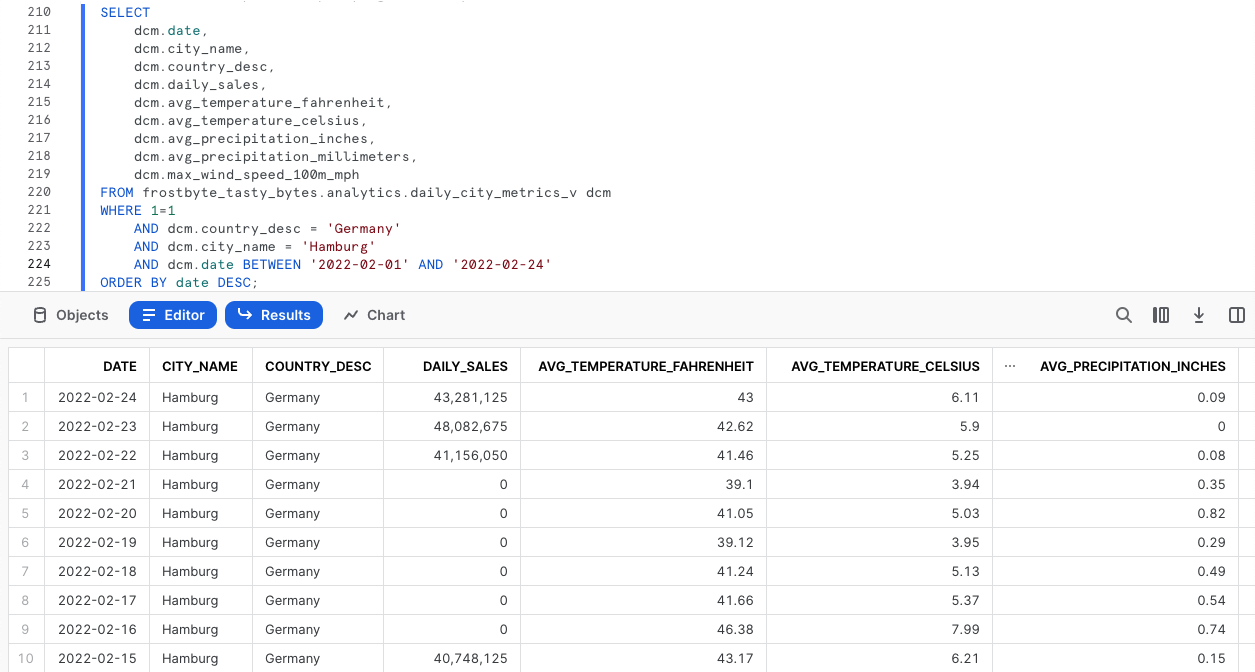 210 SELECT
211 dcm.date,
212 dcm.city_name,
213 dcm.country_desc,
214 dcm.daily_sales,
215 dcm.avg_temperature_fahrenheit,
216 dcm.avg_temperature_celsius,
217 dcm.avg_precipitation_inches,
218 dcm.avg_precipitation_millimeters,
219 dcm.max_wind_speed_100m_mph
220 FROM frostbyte_tasty_bytes.analytics.daily_city_metrics_v dcm
221 WHERE 1=1
222 AND dcm.country_desc = 'Germany'
223 AND dcm.city_name = 'Hamburg'
224 AND dcm.date BETWEEN '2022-02-01' AND '2022-02-24'
225 ORDER BY date DESC;
Objects Editor Results Chart
DATE CITY_NAME COUNTRY_DESC DAILY_SALES AVG_TEMPERATURE_FAHRENHEIT AVG_TEMPERATURE_CELSIUS ... AVG_PRECIPITATION_INCHES
1 2022-02-24 Hamburg Germany 43,281,125 43 6.11 0.09
2 2022-02-23 Hamburg Germany 48,082,675 42.62 5.9 0
3 2022-02-22 Hamburg Germany 41,156,050 41.46 5.25 0.08
4 2022-02-21 Hamburg Germany 0 39.1 3.94 0.35
5 2022-02-20 Hamburg Germany 0 41.05 5.03 0.82
6 2022-02-19 Hamburg Germany 0 39.12 3.95 0.29
7 2022-02-18 Hamburg Germany 0 41.24 5.13 0.49
8 2022-02-17 Hamburg Germany 0 41.66 5.37 0.54
9 2022-02-16 Hamburg Germany 0 46.38 7.99 0.74
10 2022-02-15 Hamburg Germany 40,748,125 43.17 6.21 0.15